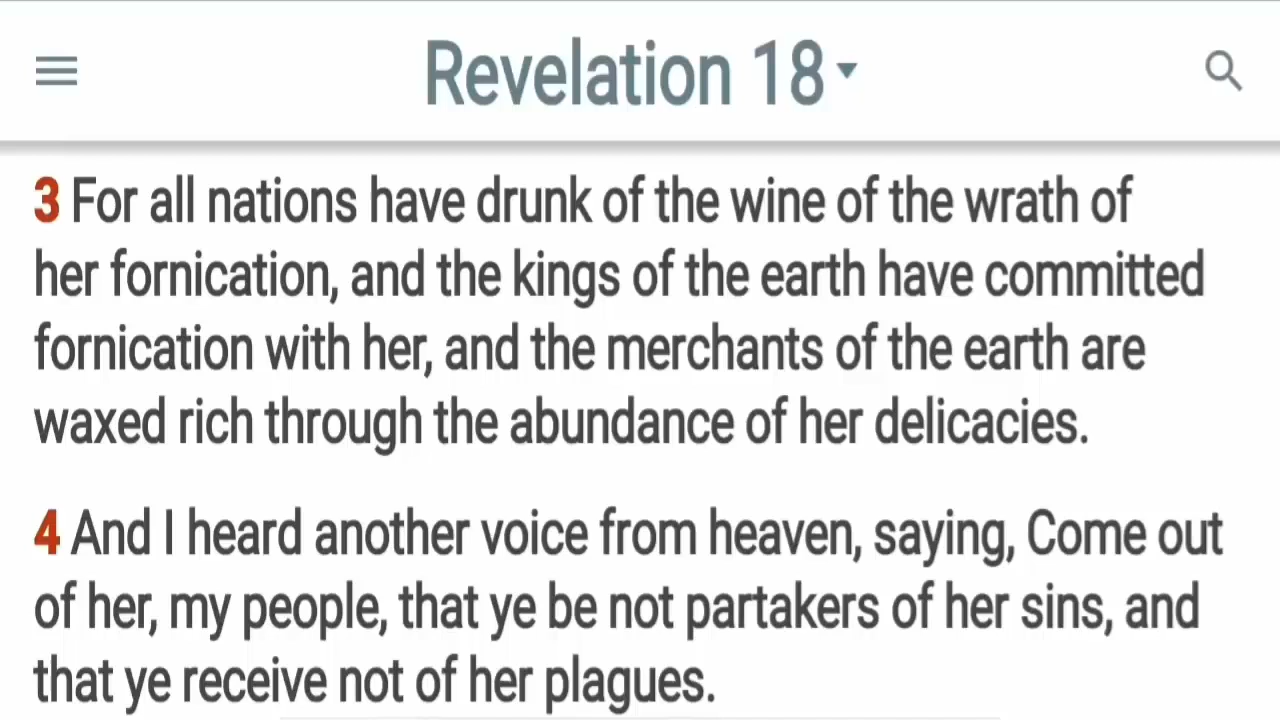 Revelation 18
3 For all nations have drunk of the wine of the wrath of
her fornication, and the kings of the earth have committed
fornication with her, and the merchants of the earth are
waxed rich through the abundance of her delicacies.
4 And I heard another voice from heaven, saying, Come out
of her, my people, that ye be not partakers of her sins, and
that ye receive not of her plagues.